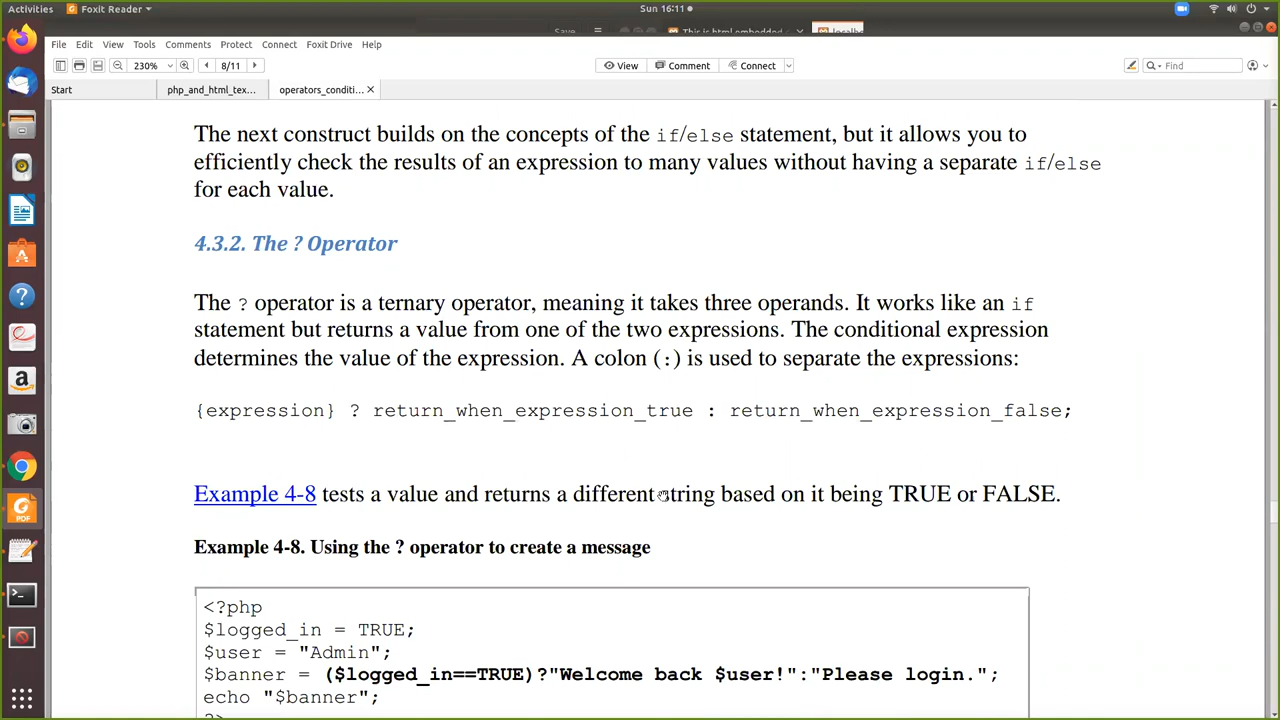 Activities Foxit Reader Sun 16:11
Save This is html embedded
File Edit View Tools Comments Protect Connect Foxit Drive Help
230% 8/11 View Comment Connect Find
Start php_and_html_tex... operators_conditi...
The next construct builds on the concepts of the if/else statement, but it allows you to
efficiently check the results of an expression to many values without having a separate if/else
for each value.
4.3.2. The ? Operator
The ? operator is a ternary operator, meaning it takes three operands. It works like an if
statement but returns a value from one of the two expressions. The conditional expression
determines the value of the expression. A colon (:) is used to separate the expressions:
{expression} ? return_when_expression_true : return_when_expression_false;
Example 4-8 tests a value and returns a different string based on it being TRUE or FALSE.
Example 4-8. Using the ? operator to create a message
<?php
$logged_in = TRUE;
$user = "Admin";
$banner = ($logged_in==TRUE)?"Welcome back $user!":"Please login.";
echo "$banner";
?>